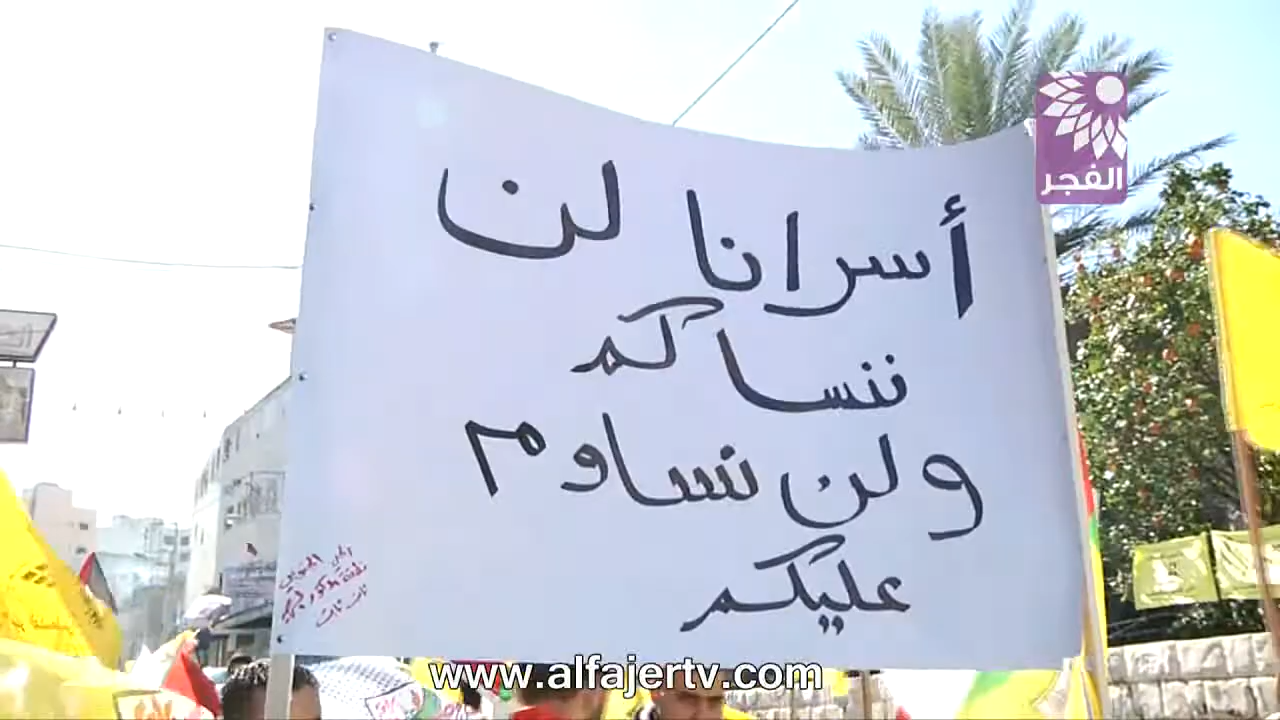 الفجر
أسرانا لن
ننساكم
ولن نساوم
عليكم
www.alfajertv.com